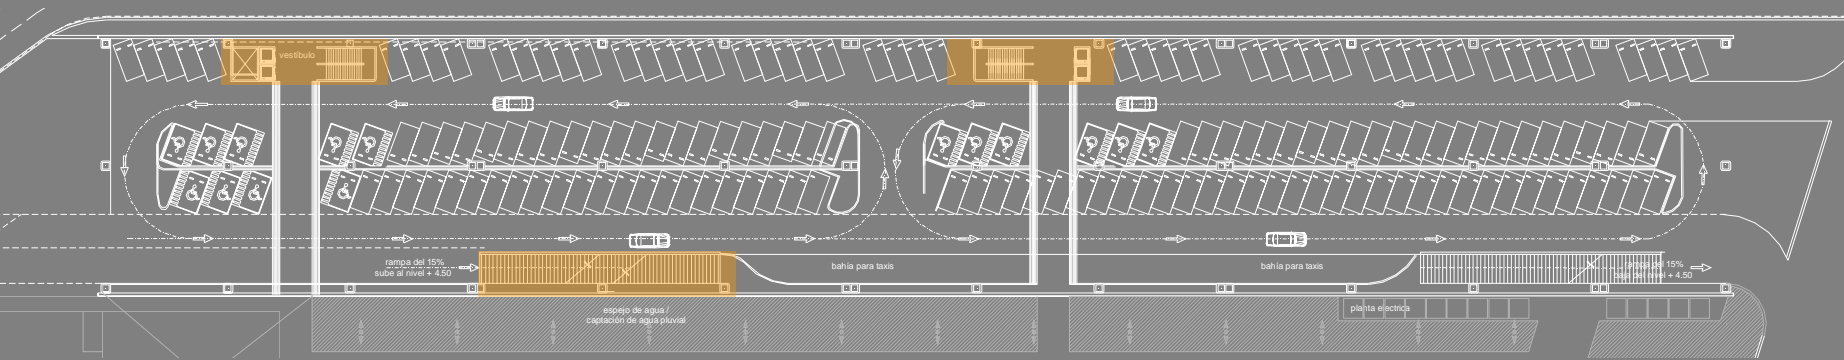 vestíbulo
rampa del 15%
sube al nivel + 4.50
bahía para taxis
bahía para taxis
rampa del 15%
baja del nivel + 4.50
espejo de agua /
captación de agua pluvial
planta electrica